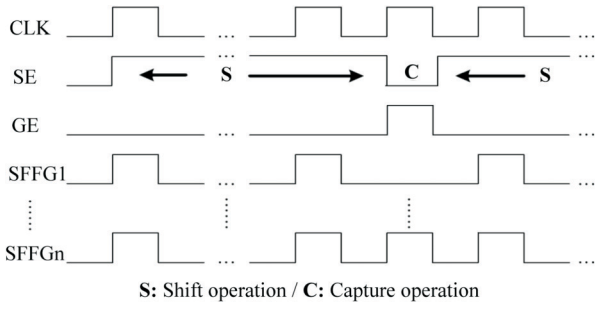 CLK
...
...
SE
S
C
S
...
...
GE
...
...
SFFG1
...
...
SFFGn
...
...
S: Shift operation / C: Capture operation